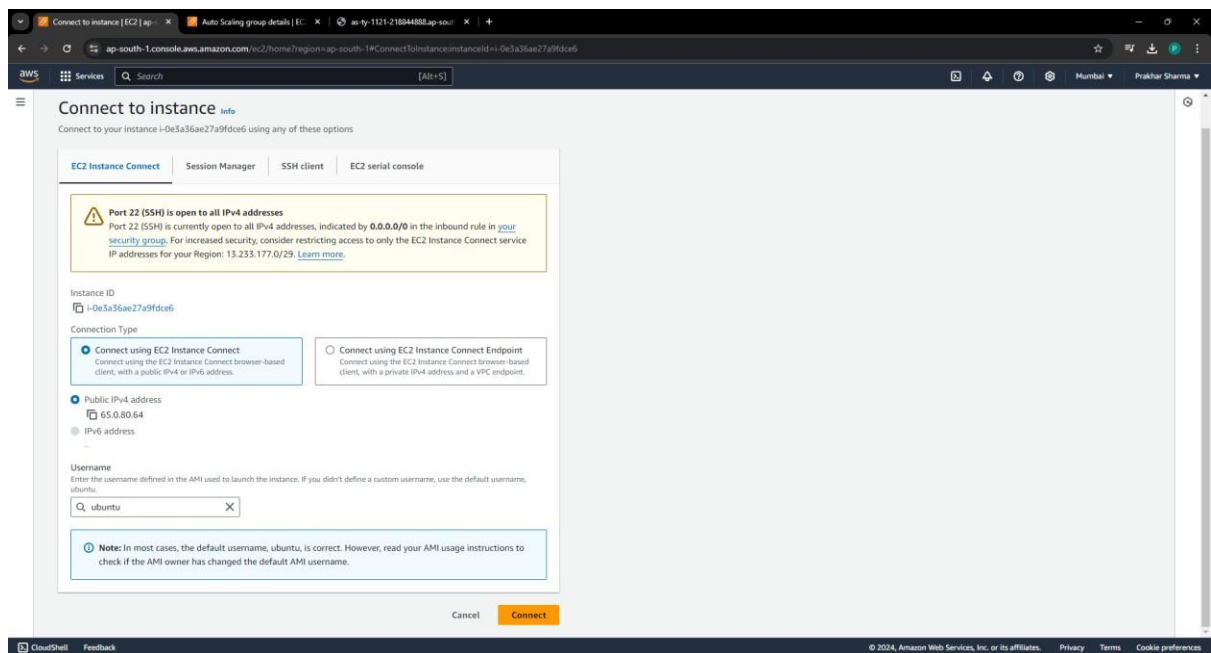 Connect to instance | EC2 | ap-s
Auto Scaling group details | EC
as-ty-1121-218844888.ap-sout
ap-south-1.console.aws.amazon.com/ec2/home?region=ap-south-1#ConnectToInstance:instanceId=i-0e3a36ae27a9fdce6
aws
Services
Search
[Alt+S]
Mumbai
Prakhar Sharma
Connect to instance Info
Connect to your instance i-0e3a36ae27a9fdce6 using any of these options
EC2 Instance Connect
Session Manager
SSH client
EC2 serial console
Port 22 (SSH) is open to all IPv4 addresses
Port 22 (SSH) is currently open to all IPv4 addresses, indicated by 0.0.0.0/0 in the inbound rule in your
security group. For increased security, consider restricting access to only the EC2 Instance Connect service
IP addresses for your Region: 13.233.177.0/29. Learn more.
Instance ID
i-0e3a36ae27a9fdce6
Connection Type
Connect using EC2 Instance Connect
Connect using the EC2 Instance Connect browser-based
client, with a public IPv4 or IPv6 address.
Connect using EC2 Instance Connect Endpoint
Connect using the EC2 Instance Connect browser-based
client, with a private IPv4 address and a VPC endpoint.
Public IPv4 address
65.0.80.64
IPv6 address
–
Username
Enter the username defined in the AMI used to launch the instance. If you didn't define a custom username, use the default username,
ubuntu.
ubuntu
Note: In most cases, the default username, ubuntu, is correct. However, read your AMI usage instructions to
check if the AMI owner has changed the default AMI username.
Cancel
Connect
CloudShell
Feedback
© 2024, Amazon Web Services, Inc. or its affiliates.
Privacy
Terms
Cookie preferences